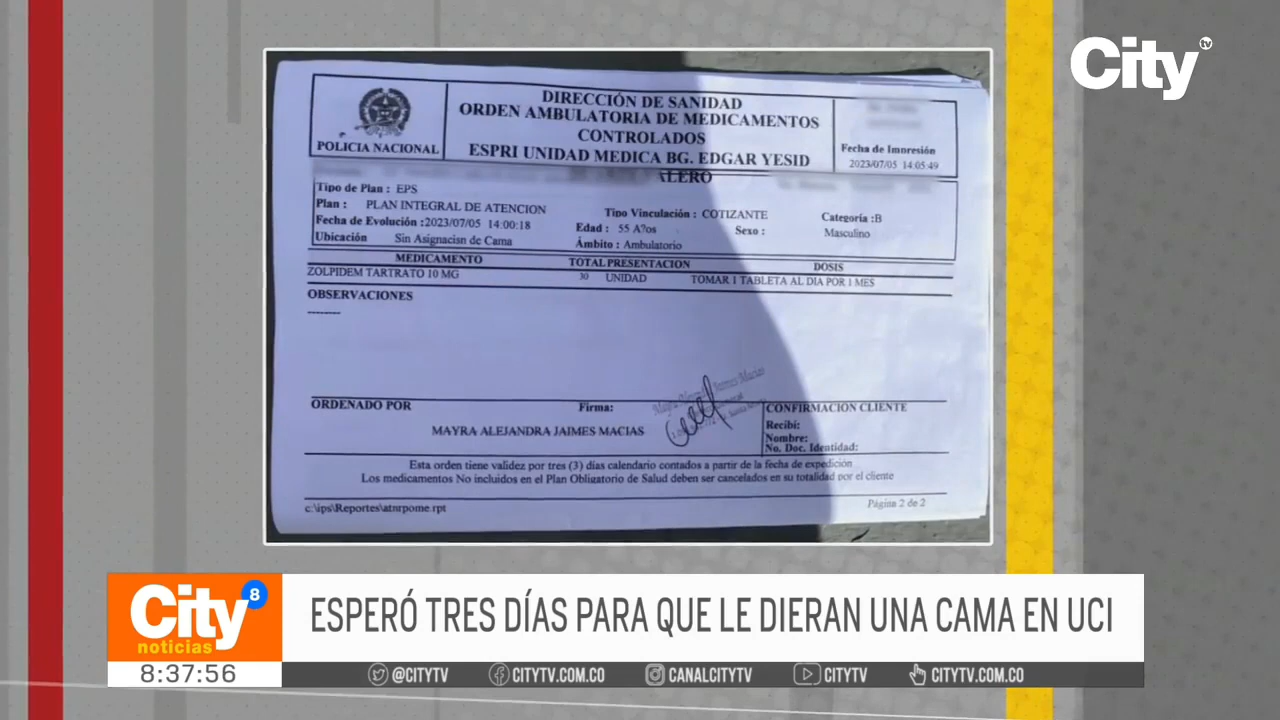 City tv
DIRECCIÓN DE SANIDAD
ORDEN AMBULATORIA DE MEDICAMENTOS
CONTROLADOS
ESPRI UNIDAD MEDICA BG. EDGAR YESID
ALERO
POLICIA NACIONAL
Fecha de Impresión
2023/07/05 14:05:49
Tipo de Plan : EPS
Plan : PLAN INTEGRAL DE ATENCION
Tipo Vinculación : COTIZANTE
Categoría :B
Fecha de Evolución :2023/07/05 14:00:18
Edad : 55 A?os
Sexo : Masculino
Ubicación Sin Asignacisn de Cama
Ámbito : Ambulatorio
MEDICAMENTO TOTAL PRESENTACION DOSIS
ZOLPIDEM TARTRATO 10 MG 30 UNIDAD TOMAR 1 TABLETA AL DIA POR 1 MES
OBSERVACIONES
-------
ORDENADO POR Firma: CONFIRMACION CLIENTE
MAYRA ALEJANDRA JAIMES MACIAS
Recibí:
Nombre:
No. Doc. Identidad:
Esta orden tiene validez por tres (3) días calendario contados a partir de la fecha de expedición
Los medicamentos No incluidos en el Plan Obligatorio de Salud deben ser cancelados en su totalidad por el cliente
c:\ips\Reportes\atnrpome.rpt
Página 2 de 2
City 8
noticias
ESPERÓ TRES DÍAS PARA QUE LE DIERAN UNA CAMA EN UCI
8:37:56
@CITYTV CITYTV.COM.CO CANALCITYTV CITYTV CITYTV.COM.CO